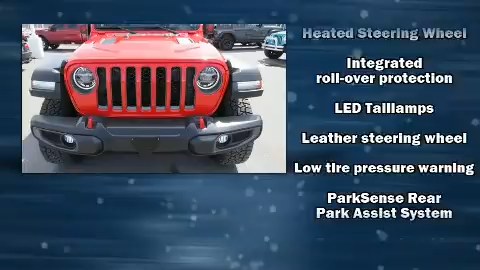 Heated Steering Wheel
Integrated
roll-over protection
LED Taillamps
Leather steering wheel
Low tire pressure warning
ParkSense Rear
Park Assist System